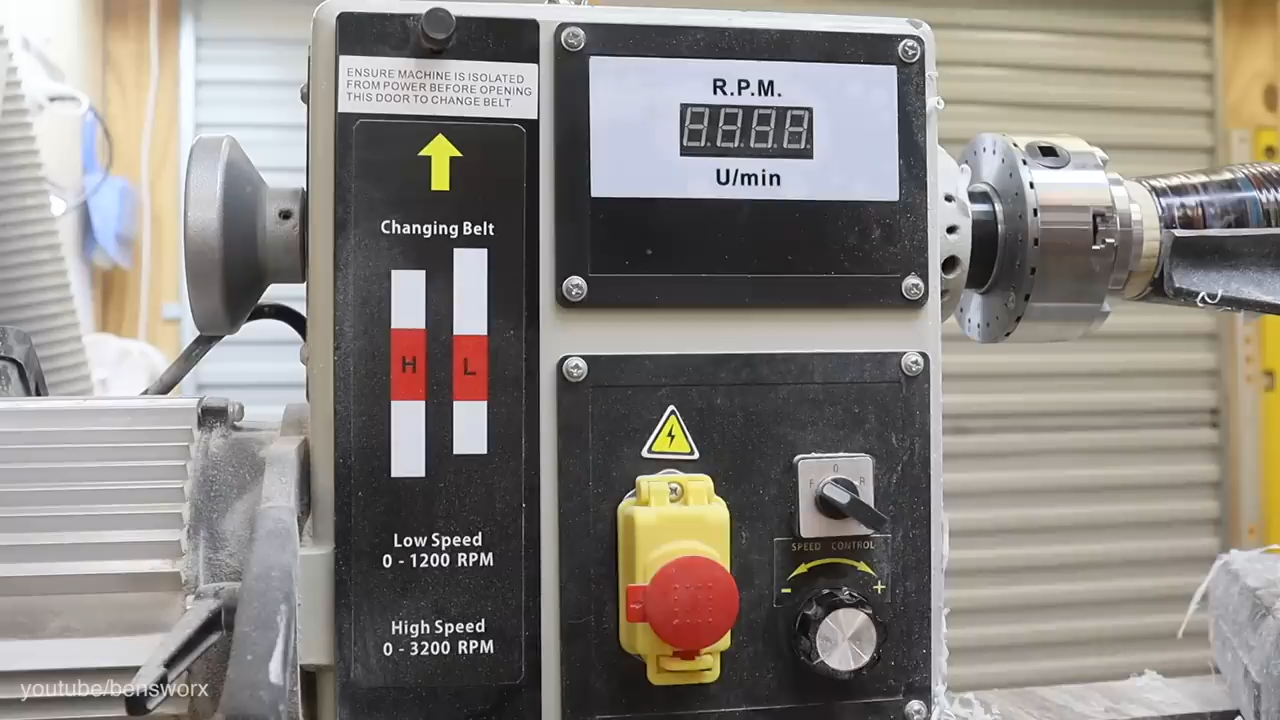 ENSURE MACHINE IS ISOLATED
FROM POWER BEFORE OPENING
THIS DOOR TO CHANGE BELT
Changing Belt
H L
Low Speed
0 - 1200 RPM
High Speed
0 - 3200 RPM
R.P.M.
8.8.8.8.
U/min
O
F R
SPEED CONTROL
- +
youtube/bensworx